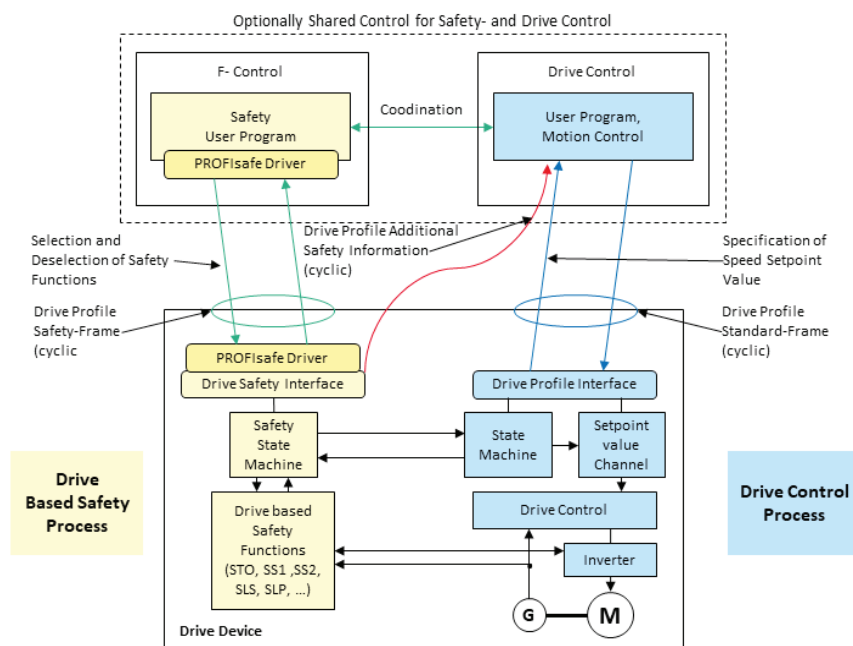 Optionally Shared Control for Safety- and Drive Control
F- Control
Drive Control
Safety
User Program
PROFIsafe Driver
Coodination
User Program,
Motion Control
Selection and
Deselection of Safety
Functions
Drive Profile Additional
Safety Information
(cyclic)
Specification of
Speed Setpoint
Value
Drive Profile
Safety-Frame
(cyclic
Drive Profile
Standard-Frame
(cyclic)
PROFIsafe Driver
Drive Safety Interface
Drive Profile Interface
Safety
State
Machine
State
Machine
Setpoint
value
Channel
Drive
Based Safety
Process
Drive based
Safety
Functions
(STO, SS1 ,SS2,
SLS, SLP, ...)
Drive Control
Inverter
Drive Control
Process
G
M
Drive Device